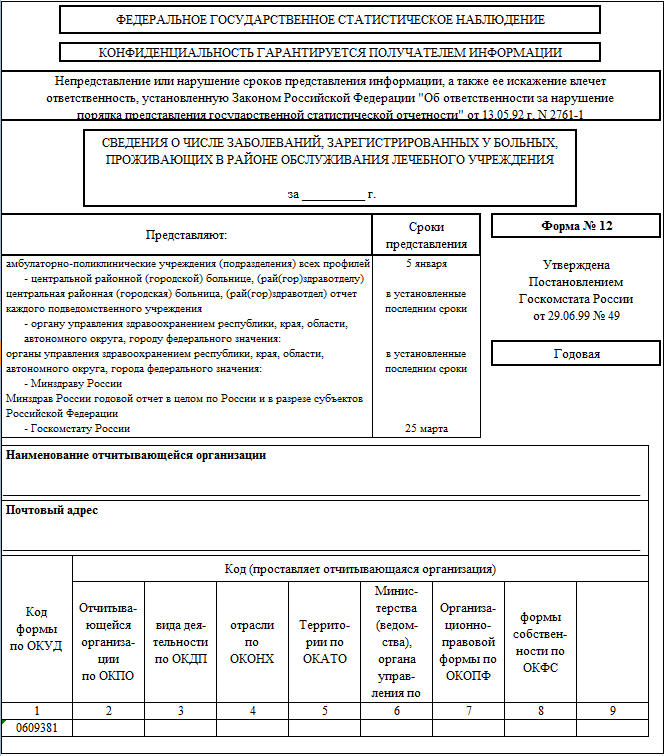 ФЕДЕРАЛЬНОЕ ГОСУДАРСТВЕННОЕ СТАТИСТИЧЕСКОЕ НАБЛЮДЕНИЕ
КОНФИДЕНЦИАЛЬНОСТЬ ГАРАНТИРУЕТСЯ ПОЛУЧАТЕЛЕМ ИНФОРМАЦИИ
Непредставление или нарушение сроков представления информации, а также ее искажение влечет
ответственность, установленную Законом Российской Федерации "Об ответственности за нарушение
порядка представления государственной статистической отчетности" от 13.05.92 г. N 2761-1
СВЕДЕНИЯ О ЧИСЛЕ ЗАБОЛЕВАНИЙ, ЗАРЕГИСТРИРОВАННЫХ У БОЛЬНЫХ,
ПРОЖИВАЮЩИХ В РАЙОНЕ ОБСЛУЖИВАНИЯ ЛЕЧЕБНОГО УЧРЕЖДЕНИЯ
за __________ г.
Представляют:
Сроки
представления
амбулаторно-поликлинические учреждения (подразделения) всех профилей
5 января
- центральной районной (городской) больнице, (рай(гор)здравотделу)
центральная районная (городская) больница, (рай(гор)здравотдел) отчет
в установленные
каждого подведомственного учреждения
последним сроки
- органу управления здравоохранением республики, края, области,
автономного округа, городу федерального значения:
органы управления здравоохранением республики, края, области,
в установленные
автономного округа, города федерального значения:
последним сроки
- Минздраву России
Минздрав России годовой отчет в целом по России и в разрезе субъектов
Российской Федерации
- Госкомстату России
25 марта
Форма № 12
Утверждена
Постановлением
Госкомстата России
от 29.06.99 № 49
Годовая
Наименование отчитывающейся организации
Почтовый адрес
Код
формы
по ОКУД
Код (проставляет отчитывающаяся организация)
Отчитыва-
ющейся
организа-
ции
по ОКПО
вида дея-
тельности
по ОКДП
отрасли
по
ОКОНХ
Террито-
рии по
ОКАТО
Минис-
терства
(ведом-
ства),
органа
управ-
ления по
Организа-
ционно-
правовой
формы по
ОКОПФ
формы
собствен-
ности по
ОКФС
1 2 3 4 5 6 7 8 9
0609381